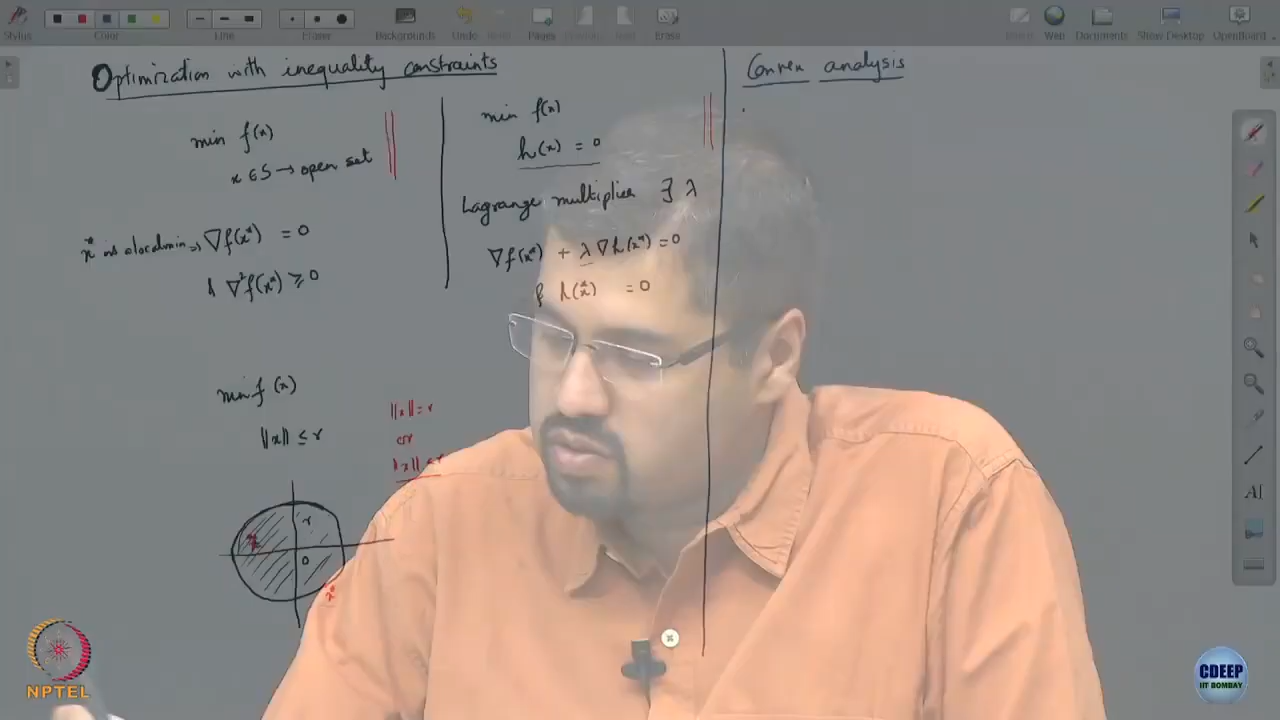 Stylus
Color
Line
Eraser
Backgrounds
Undo
Pages
Erase
Web
Documents
Show Desktop
OpenBoard
Optimization with inequality constraints
min f(x)
x ∈ S → open set
x* is a local min ⇒ ∇f(x*) = 0
& ∇²f(x*) ≥ 0
min f(x)
‖x‖ ≤ r
‖x‖ = r
or
‖x‖ ≤ r
r
x*
0
x*
min f(x)
h(x) = 0
Lagrange multiplier ∃ λ
∇f(x*) + λ ∇h(x*) = 0
& h(x*) = 0
Convex analysis
AI
NPTEL
CDEEP
IIT BOMBAY